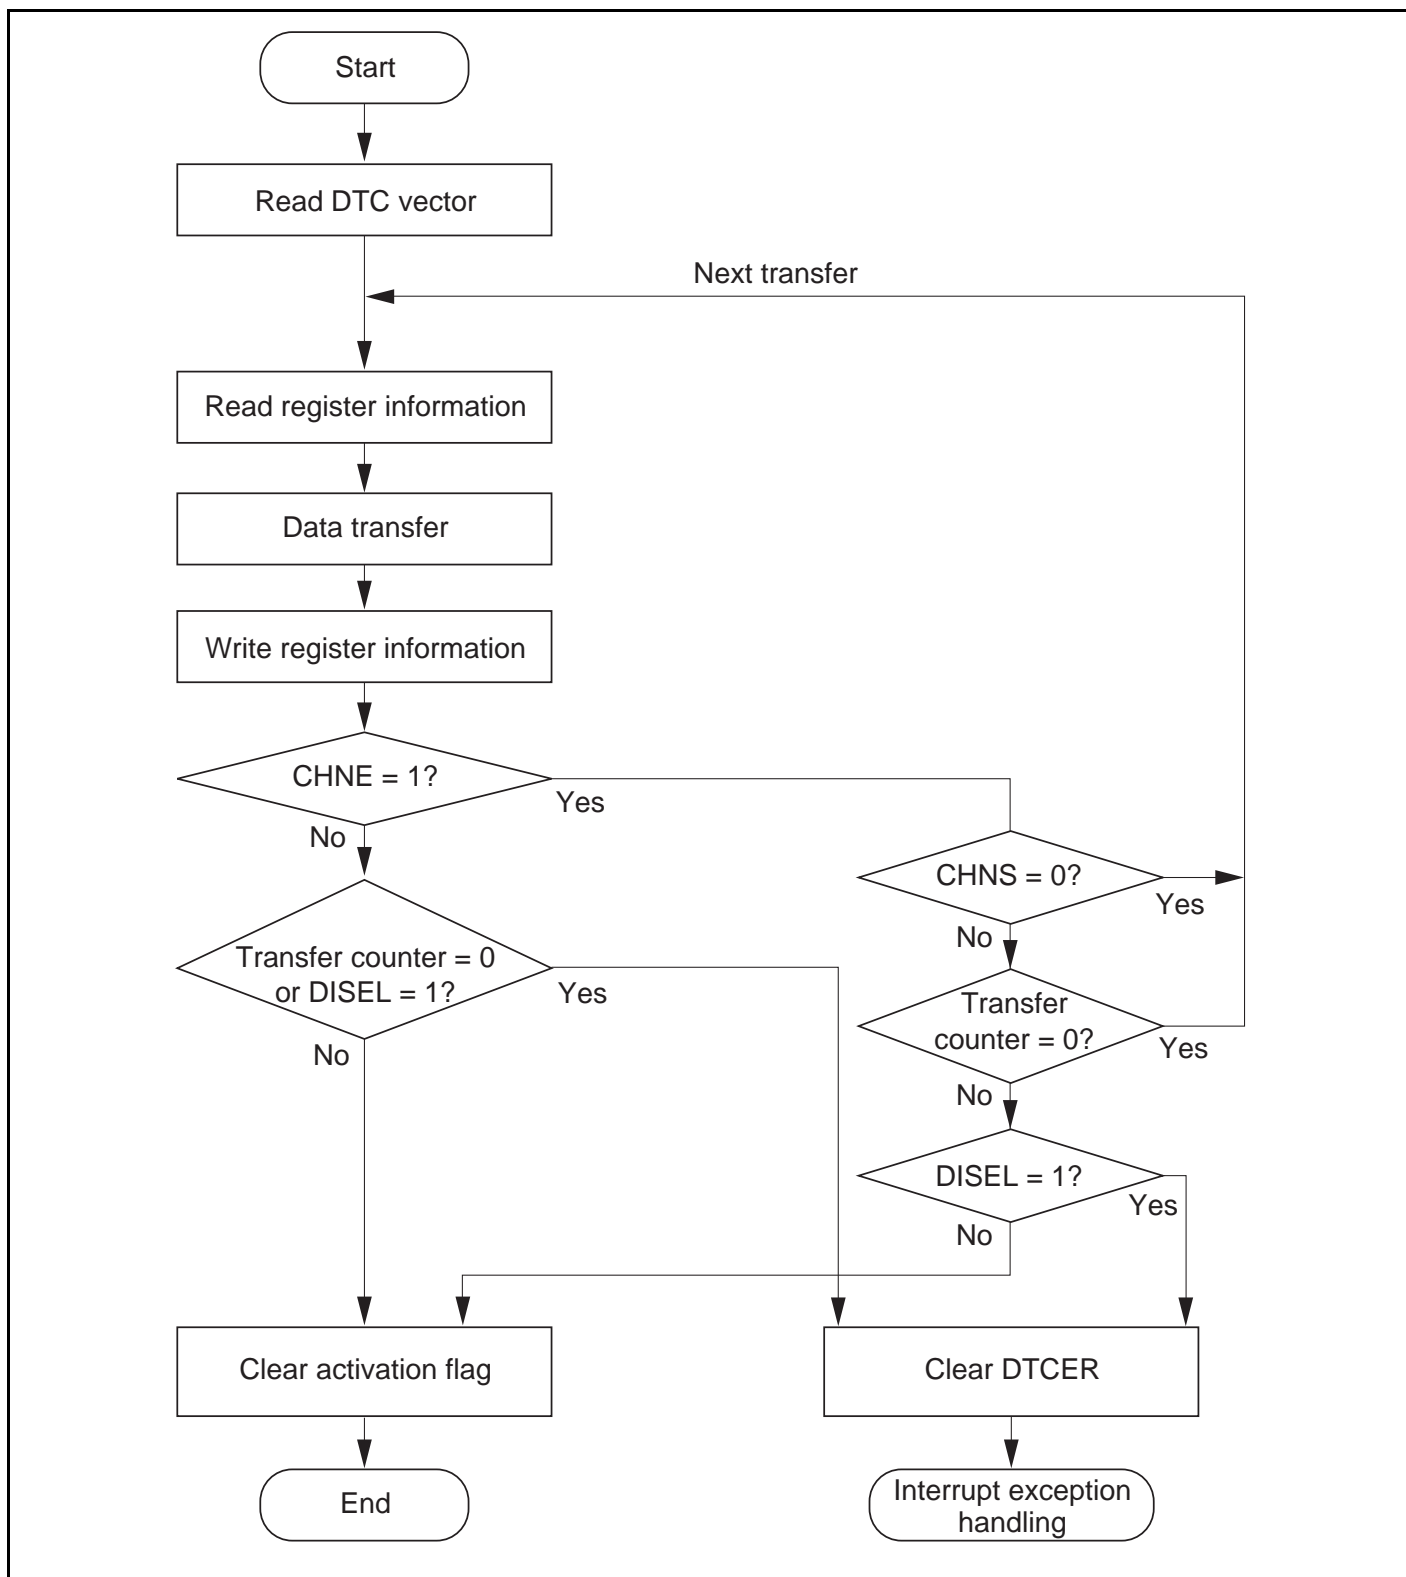 Start
Read DTC vector
Next transfer
Read register information
Data transfer
Write register information
CHNE = 1?
Yes
No
CHNS = 0?
Yes
No
Transfer counter = 0
or DISEL = 1?
Yes
No
Transfer
counter = 0?
Yes
No
DISEL = 1?
Yes
No
Clear activation flag
Clear DTCER
End
Interrupt exception
handling